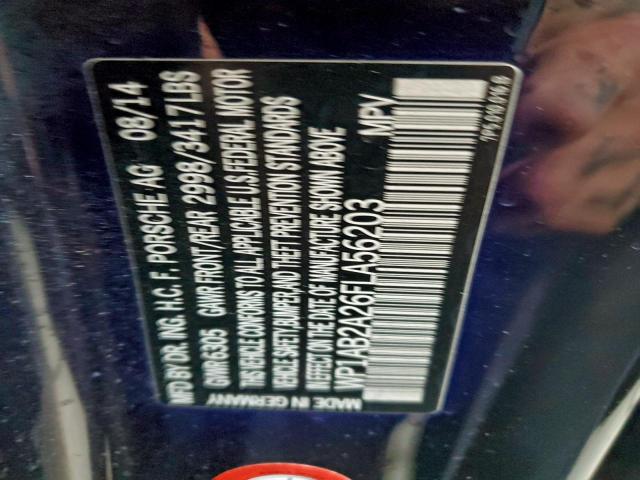 MFD BY DR. ING. H.C. F. PORSCHE AG 08/14
GVWR 6305 GAWR FRONT/REAR 2998/3417LBS
THIS VEHICLE CONFORMS TO ALL APPLICABLE U.S. FEDERAL MOTOR
VEHICLE SAFETY, BUMPER, AND THEFT PREVENTION STANDARDS
IN EFFECT ON THE DATE OF MANUFACTURE SHOWN ABOVE.
WP1AB2A26FLA56203 MPV
MADE IN GERMANY